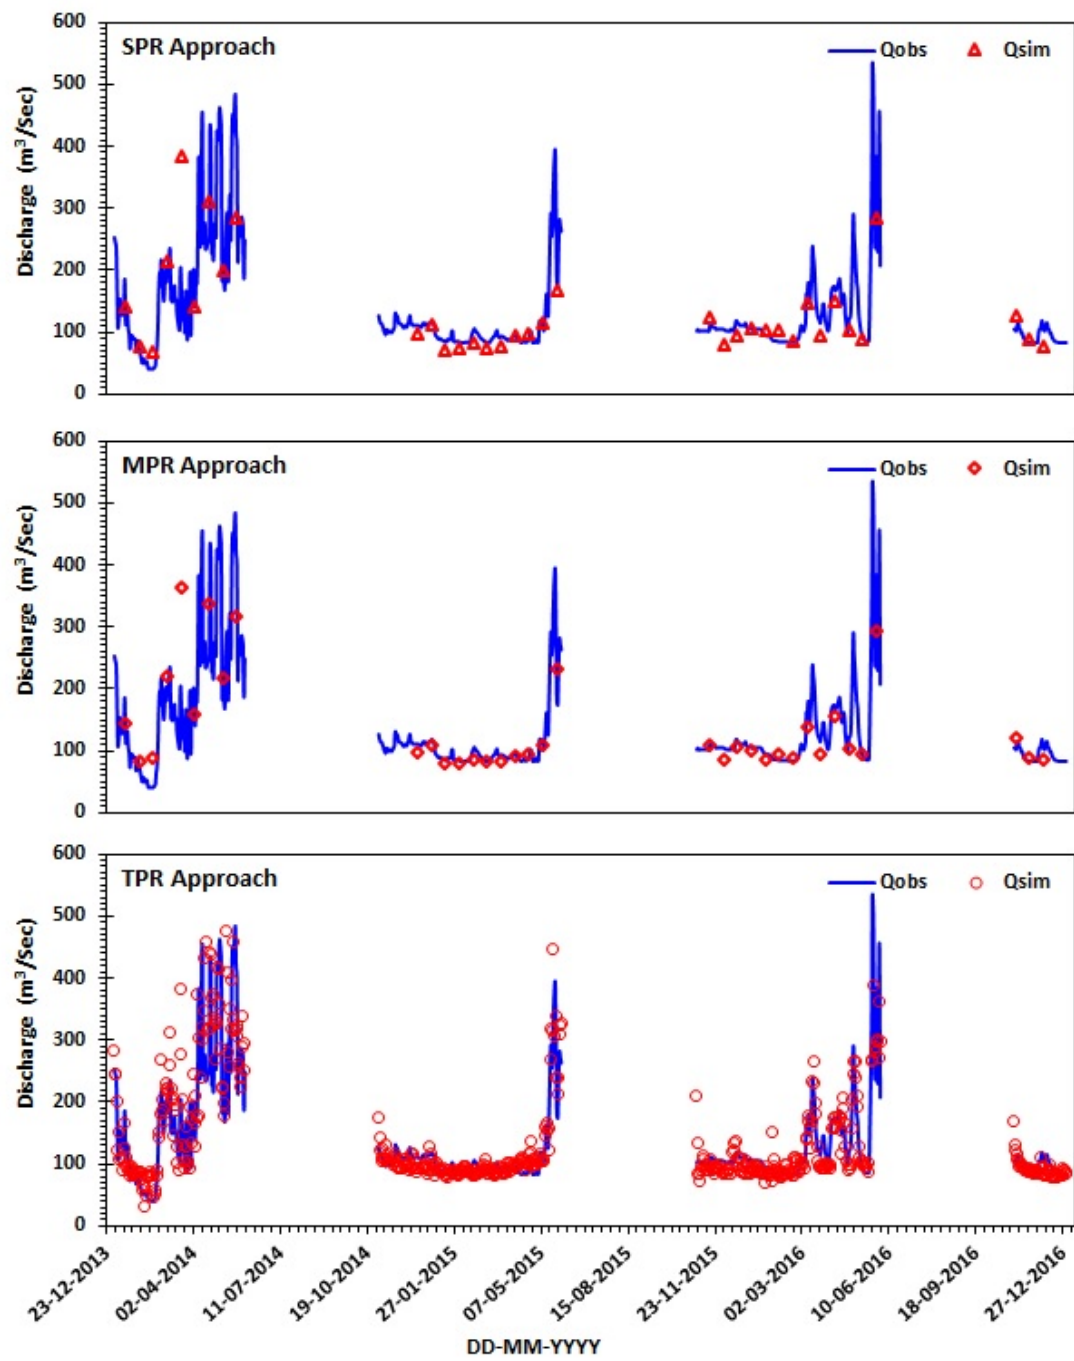 600
SPR Approach
Qobs
Qsim
500
400
300
200
100
0
Discharge (m³/Sec)
600
MPR Approach
Qobs
Qsim
500
400
300
200
100
0
Discharge (m³/Sec)
600
TPR Approach
Qobs
Qsim
500
400
300
200
100
0
Discharge (m³/Sec)
23-12-2013
02-04-2014
11-07-2014
19-10-2014
27-01-2015
07-05-2015
15-08-2015
23-11-2015
02-03-2016
10-06-2016
18-09-2016
27-12-2016
DD-MM-YYYY